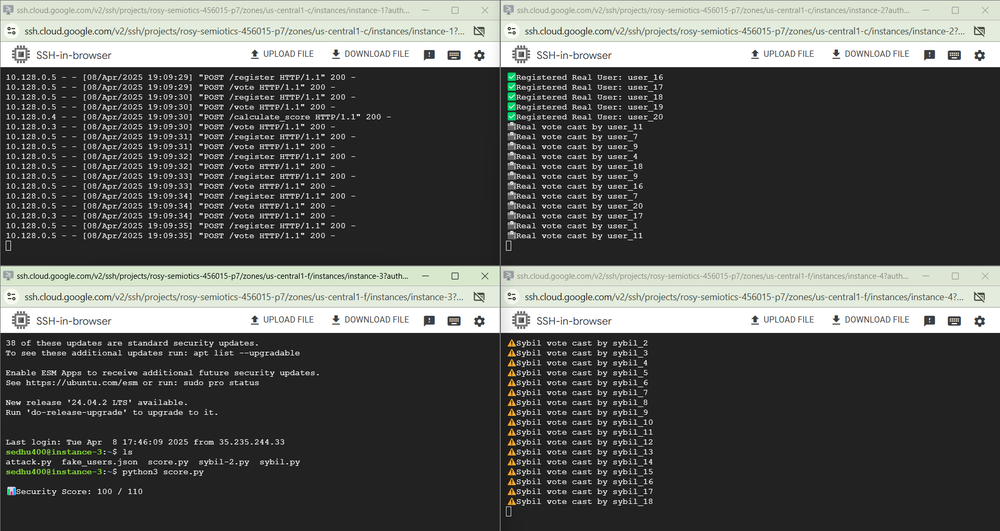 ssh.cloud.google.com/v2/ssh/projects/rosy-semiotics-456015-p7/zones/us-central1-c/instances/instance-1?auth...
ssh.cloud.google.com/v2/ssh/projects/rosy-semiotics-456015-p7/zones/us-central1-c/instances/instance-1?...
SSH-in-browser
UPLOAD FILE
DOWNLOAD FILE
10.128.0.5 - - [08/Apr/2025 19:09:29] "POST /register HTTP/1.1" 200 -
10.128.0.5 - - [08/Apr/2025 19:09:29] "POST /vote HTTP/1.1" 200 -
10.128.0.5 - - [08/Apr/2025 19:09:30] "POST /register HTTP/1.1" 200 -
10.128.0.5 - - [08/Apr/2025 19:09:30] "POST /vote HTTP/1.1" 200 -
10.128.0.4 - - [08/Apr/2025 19:09:30] "POST /calculate_score HTTP/1.1" 200 -
10.128.0.3 - - [08/Apr/2025 19:09:30] "POST /vote HTTP/1.1" 200 -
10.128.0.5 - - [08/Apr/2025 19:09:31] "POST /register HTTP/1.1" 200 -
10.128.0.5 - - [08/Apr/2025 19:09:31] "POST /vote HTTP/1.1" 200 -
10.128.0.5 - - [08/Apr/2025 19:09:32] "POST /register HTTP/1.1" 200 -
10.128.0.5 - - [08/Apr/2025 19:09:32] "POST /vote HTTP/1.1" 200 -
10.128.0.5 - - [08/Apr/2025 19:09:33] "POST /register HTTP/1.1" 200 -
10.128.0.5 - - [08/Apr/2025 19:09:33] "POST /vote HTTP/1.1" 200 -
10.128.0.5 - - [08/Apr/2025 19:09:34] "POST /register HTTP/1.1" 200 -
10.128.0.5 - - [08/Apr/2025 19:09:34] "POST /vote HTTP/1.1" 200 -
10.128.0.3 - - [08/Apr/2025 19:09:34] "POST /vote HTTP/1.1" 200 -
10.128.0.5 - - [08/Apr/2025 19:09:35] "POST /register HTTP/1.1" 200 -
10.128.0.5 - - [08/Apr/2025 19:09:35] "POST /vote HTTP/1.1" 200 -
ssh.cloud.google.com/v2/ssh/projects/rosy-semiotics-456015-p7/zones/us-central1-c/instances/instance-2?auth...
ssh.cloud.google.com/v2/ssh/projects/rosy-semiotics-456015-p7/zones/us-central1-c/instances/instance-2?...
SSH-in-browser
UPLOAD FILE
DOWNLOAD FILE
✅Registered Real User: user_16
✅Registered Real User: user_17
✅Registered Real User: user_18
✅Registered Real User: user_19
✅Registered Real User: user_20
Real vote cast by user_11
Real vote cast by user_7
Real vote cast by user_9
Real vote cast by user_4
Real vote cast by user_18
Real vote cast by user_9
Real vote cast by user_16
Real vote cast by user_7
Real vote cast by user_20
Real vote cast by user_17
Real vote cast by user_1
Real vote cast by user_11
ssh.cloud.google.com/v2/ssh/projects/rosy-semiotics-456015-p7/zones/us-central1-f/instances/instance-3?auth...
ssh.cloud.google.com/v2/ssh/projects/rosy-semiotics-456015-p7/zones/us-central1-f/instances/instance-3?...
SSH-in-browser
UPLOAD FILE
DOWNLOAD FILE
38 of these updates are standard security updates.
To see these additional updates run: apt list --upgradable
Enable ESM Apps to receive additional future security updates.
See https://ubuntu.com/esm or run: sudo pro status
New release '24.04.2 LTS' available.
Run 'do-release-upgrade' to upgrade to it.
Last login: Tue Apr  8 17:46:09 2025 from 35.235.244.33
sedhu400@instance-3:~$ ls
attack.py  fake_users.json  score.py  sybil-2.py  sybil.py
sedhu400@instance-3:~$ python3 score.py
📊Security Score: 100 / 110
ssh.cloud.google.com/v2/ssh/projects/rosy-semiotics-456015-p7/zones/us-central1-f/instances/instance-4?auth...
ssh.cloud.google.com/v2/ssh/projects/rosy-semiotics-456015-p7/zones/us-central1-f/instances/instance-4?...
SSH-in-browser
UPLOAD FILE
DOWNLOAD FILE
⚠Sybil vote cast by sybil_2
⚠Sybil vote cast by sybil_3
⚠Sybil vote cast by sybil_4
⚠Sybil vote cast by sybil_5
⚠Sybil vote cast by sybil_6
⚠Sybil vote cast by sybil_7
⚠Sybil vote cast by sybil_8
⚠Sybil vote cast by sybil_9
⚠Sybil vote cast by sybil_10
⚠Sybil vote cast by sybil_11
⚠Sybil vote cast by sybil_12
⚠Sybil vote cast by sybil_13
⚠Sybil vote cast by sybil_14
⚠Sybil vote cast by sybil_15
⚠Sybil vote cast by sybil_16
⚠Sybil vote cast by sybil_17
⚠Sybil vote cast by sybil_18